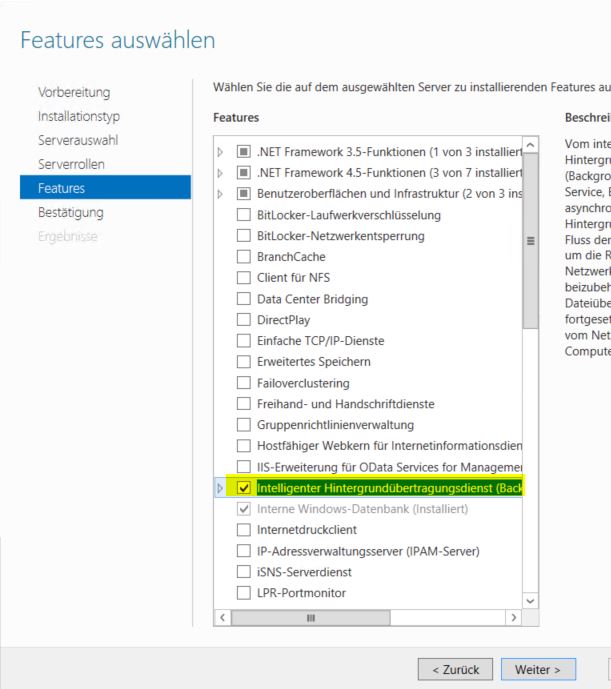 Features auswählen
Vorbereitung
Installationstyp
Serverauswahl
Serverrollen
Features
Bestätigung
Ergebnisse
Wählen Sie die auf dem ausgewählten Server zu installierenden Features au
Features
.NET Framework 3.5-Funktionen (1 von 3 installiert
.NET Framework 4.5-Funktionen (3 von 7 installiert
Benutzeroberflächen und Infrastruktur (2 von 3 ins
BitLocker-Laufwerkverschlüsselung
BitLocker-Netzwerkentsperrung
BranchCache
Client für NFS
Data Center Bridging
DirectPlay
Einfache TCP/IP-Dienste
Erweitertes Speichern
Failoverclustering
Freihand- und Handschriftdienste
Gruppenrichtlinienverwaltung
Hostfähiger Webkern für Internetinformationsdien
IIS-Erweiterung für OData Services for Managemen
Intelligenter Hintergrundübertragungsdienst (Back
Interne Windows-Datenbank (Installiert)
Internetdruckclient
IP-Adressverwaltungsserver (IPAM-Server)
iSNS-Serverdienst
LPR-Portmonitor
Beschrei
Vom inte
Hintergru
(Backgro
Service, B
asynchro
Hintergru
Fluss der
um die R
Netzwerk
beizubeh
Dateiübe
fortgeset
vom Net
Compute
< Zurück
Weiter >